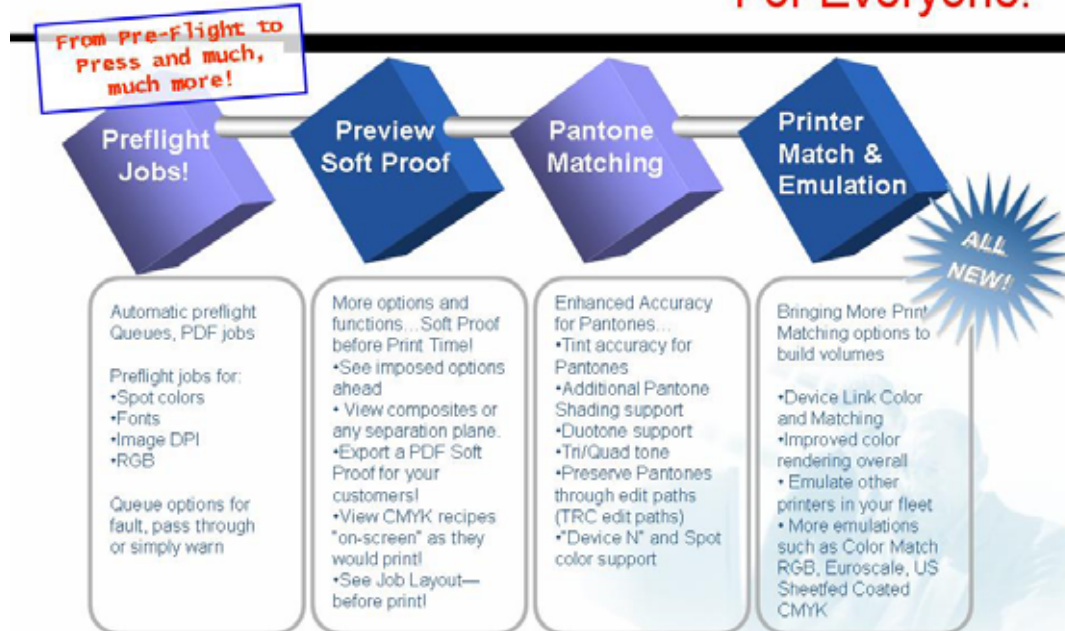 For Everyone!
From Pre-Flight to
Press and much,
much more!
Preflight
Jobs!
Preview
Soft Proof
Pantone
Matching
Printer
Match &
Emulation
ALL
NEW!
Automatic preflight
Queues, PDF jobs
Preflight jobs for:
•Spot colors
•Fonts
•Image DPI
•RGB
Queue options for
fault, pass through
or simply warn
More options and
functions...Soft Proof
before Print Time!
•See imposed options
ahead
• View composites or
any separation plane.
•Export a PDF Soft
Proof for your
customers!
•View CMYK recipes
"on-screen" as they
would print!
•See Job Layout—
before print!
Enhanced Accuracy
for Pantones...
•Tint accuracy for
Pantones
•Additional Pantone
Shading support
•Duotone support
•Tri/Quad tone
•Preserve Pantones
through edit paths
(TRC edit paths)
•"Device N" and Spot
color support
Bringing More Print
Matching options to
build volumes
•Device Link Color
and Matching
•Improved color
rendering overall
• Emulate other
printers in your fleet
• More emulations
such as Color Match
RGB, Euroscale, US
Sheetfed Coated
CMYK